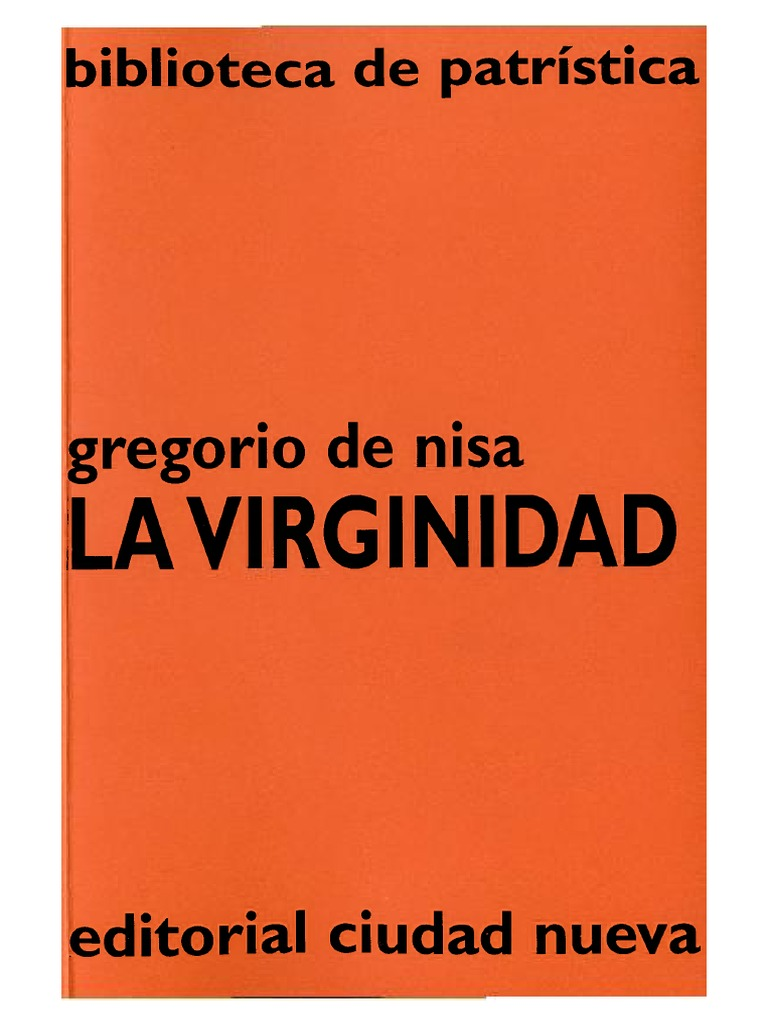 biblioteca de patrística
gregorio de nisa
LA VIRGINIDAD
editorial ciudad nueva